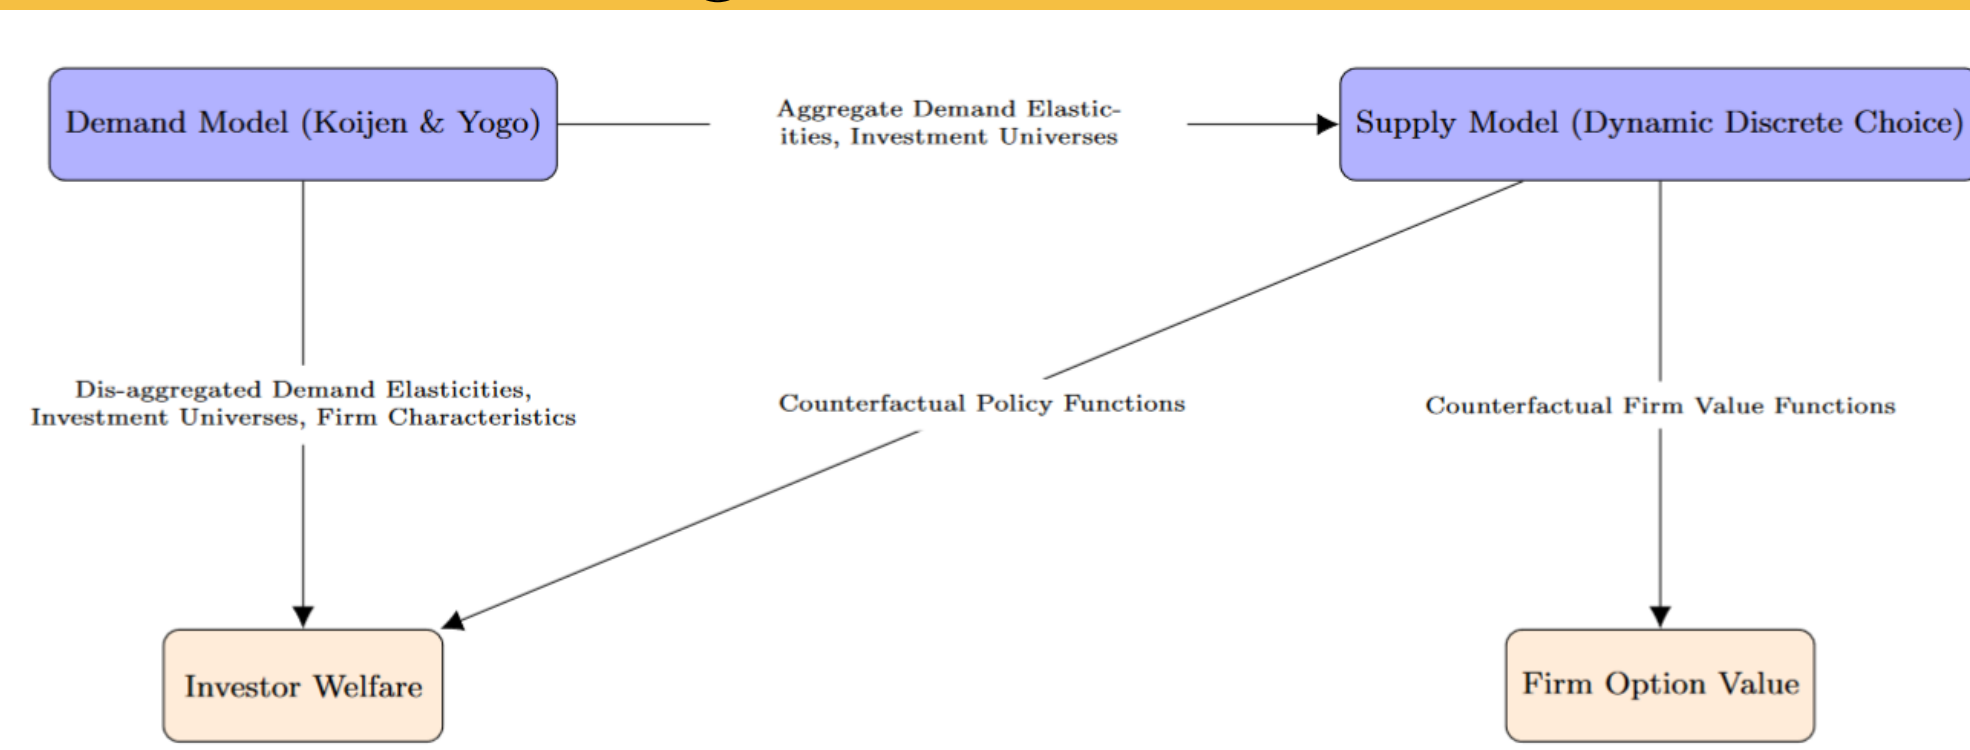 Demand Model (Koijen & Yogo)
Aggregate Demand Elastic-
ities, Investment Universes
Supply Model (Dynamic Discrete Choice)
Dis-aggregated Demand Elasticities,
Investment Universes, Firm Characteristics
Counterfactual Policy Functions
Counterfactual Firm Value Functions
Investor Welfare
Firm Option Value